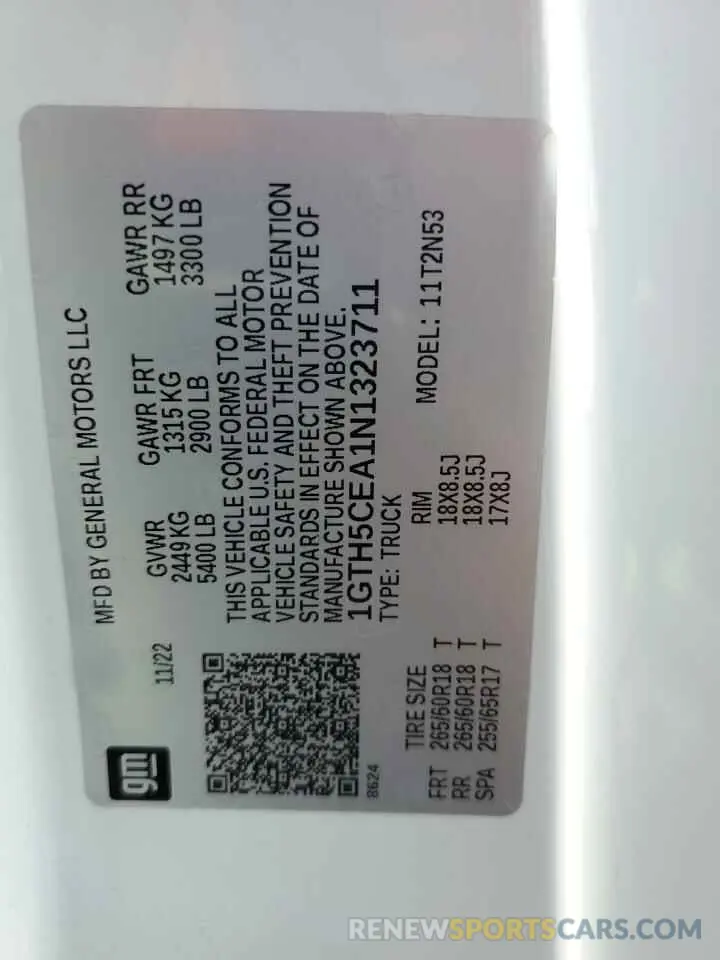 gm
MFD BY GENERAL MOTORS LLC
11/22
GVWR GAWR FRT GAWR RR
2449 KG 1315 KG 1497 KG
5400 LB 2900 LB 3300 LB
THIS VEHICLE CONFORMS TO ALL
APPLICABLE U.S. FEDERAL MOTOR
VEHICLE SAFETY AND THEFT PREVENTION
STANDARDS IN EFFECT ON THE DATE OF
MANUFACTURE SHOWN ABOVE.
1GTH5CEA1N1323711
8624
TYPE: TRUCK
TIRE SIZE RIM MODEL: 11T2N53
FRT 265/60R18 T 18X8.5J
RR 265/60R18 T 18X8.5J
SPA 255/65R17 T 17X8J
RENEWSPORTSCARS.COM